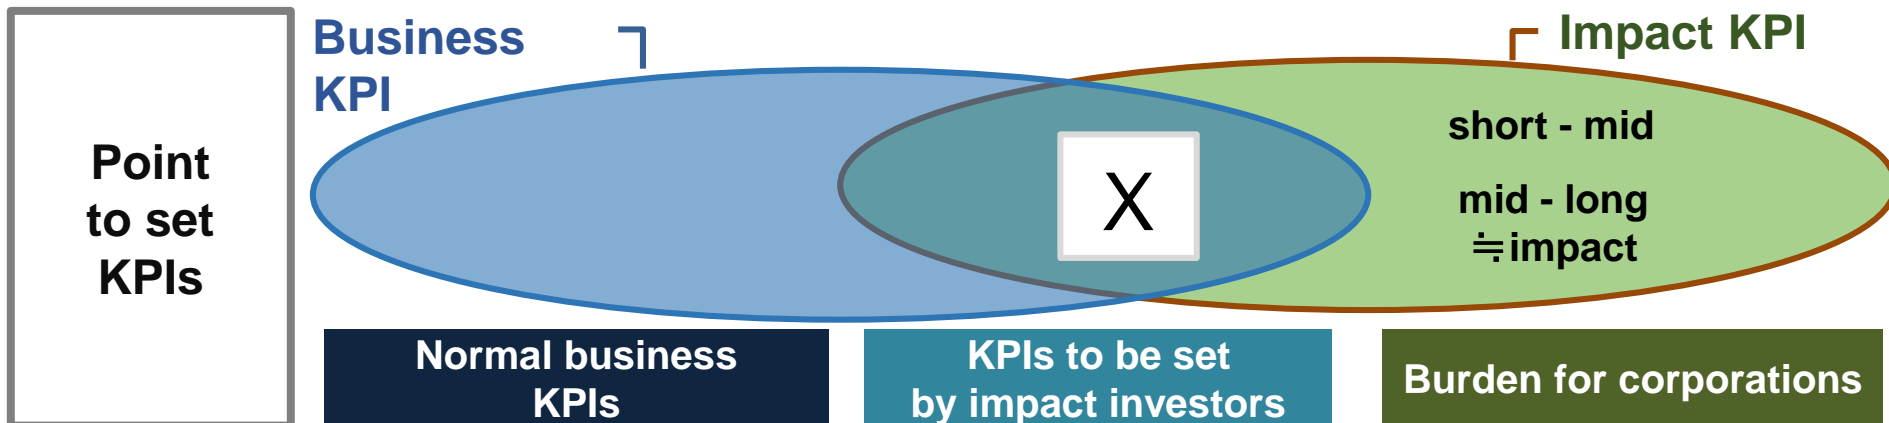 Point
to set
KPIs
Business
KPI
Impact KPI
short - mid
mid - long
≒impact
X
Normal business
KPIs
KPIs to be set
by impact investors
Burden for corporations